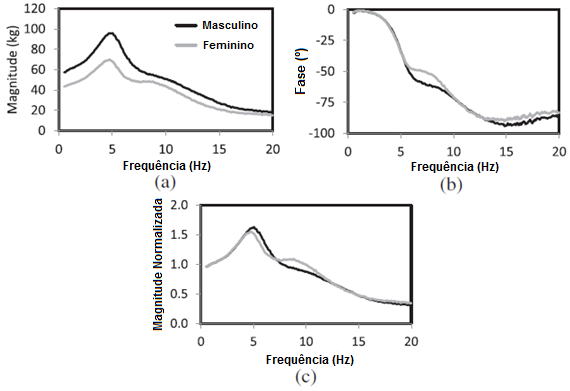 120
100
80
60
40
20
0
Magnitude (kg)
Masculino
Feminino
0 5 10 15 20
Frequência (Hz)
(a)
0
-25
-50
-75
-100
Fase (º)
0 5 10 15 20
Frequência (Hz)
(b)
2.0
1.5
1.0
0.5
0.0
Magnitude Normalizada
0 5 10 15 20
Frequência (Hz)
(c)